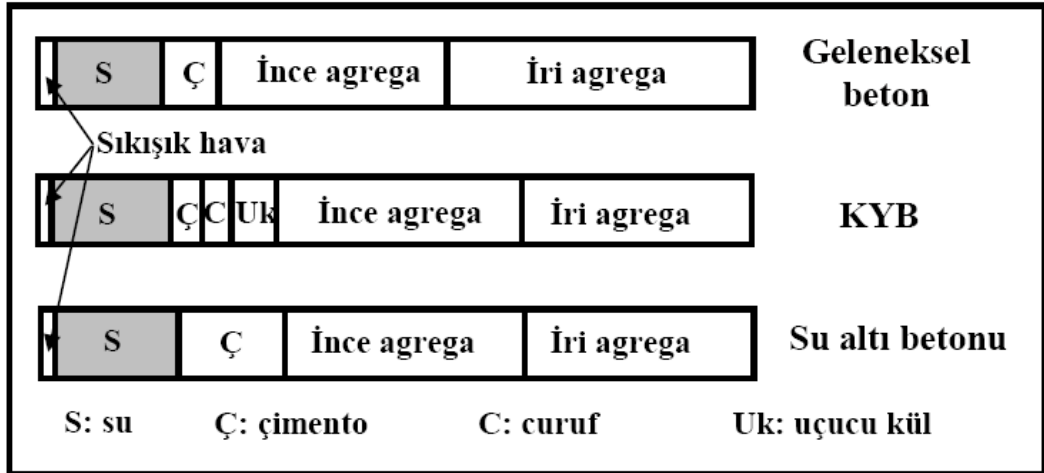 S Ç İnce agrega İri agrega Geleneksel
beton
Sıkışık hava
S Ç C Uk İnce agrega İri agrega KYB
S Ç İnce agrega İri agrega Su altı betonu
S: su Ç: çimento C: curuf Uk: uçucu kül